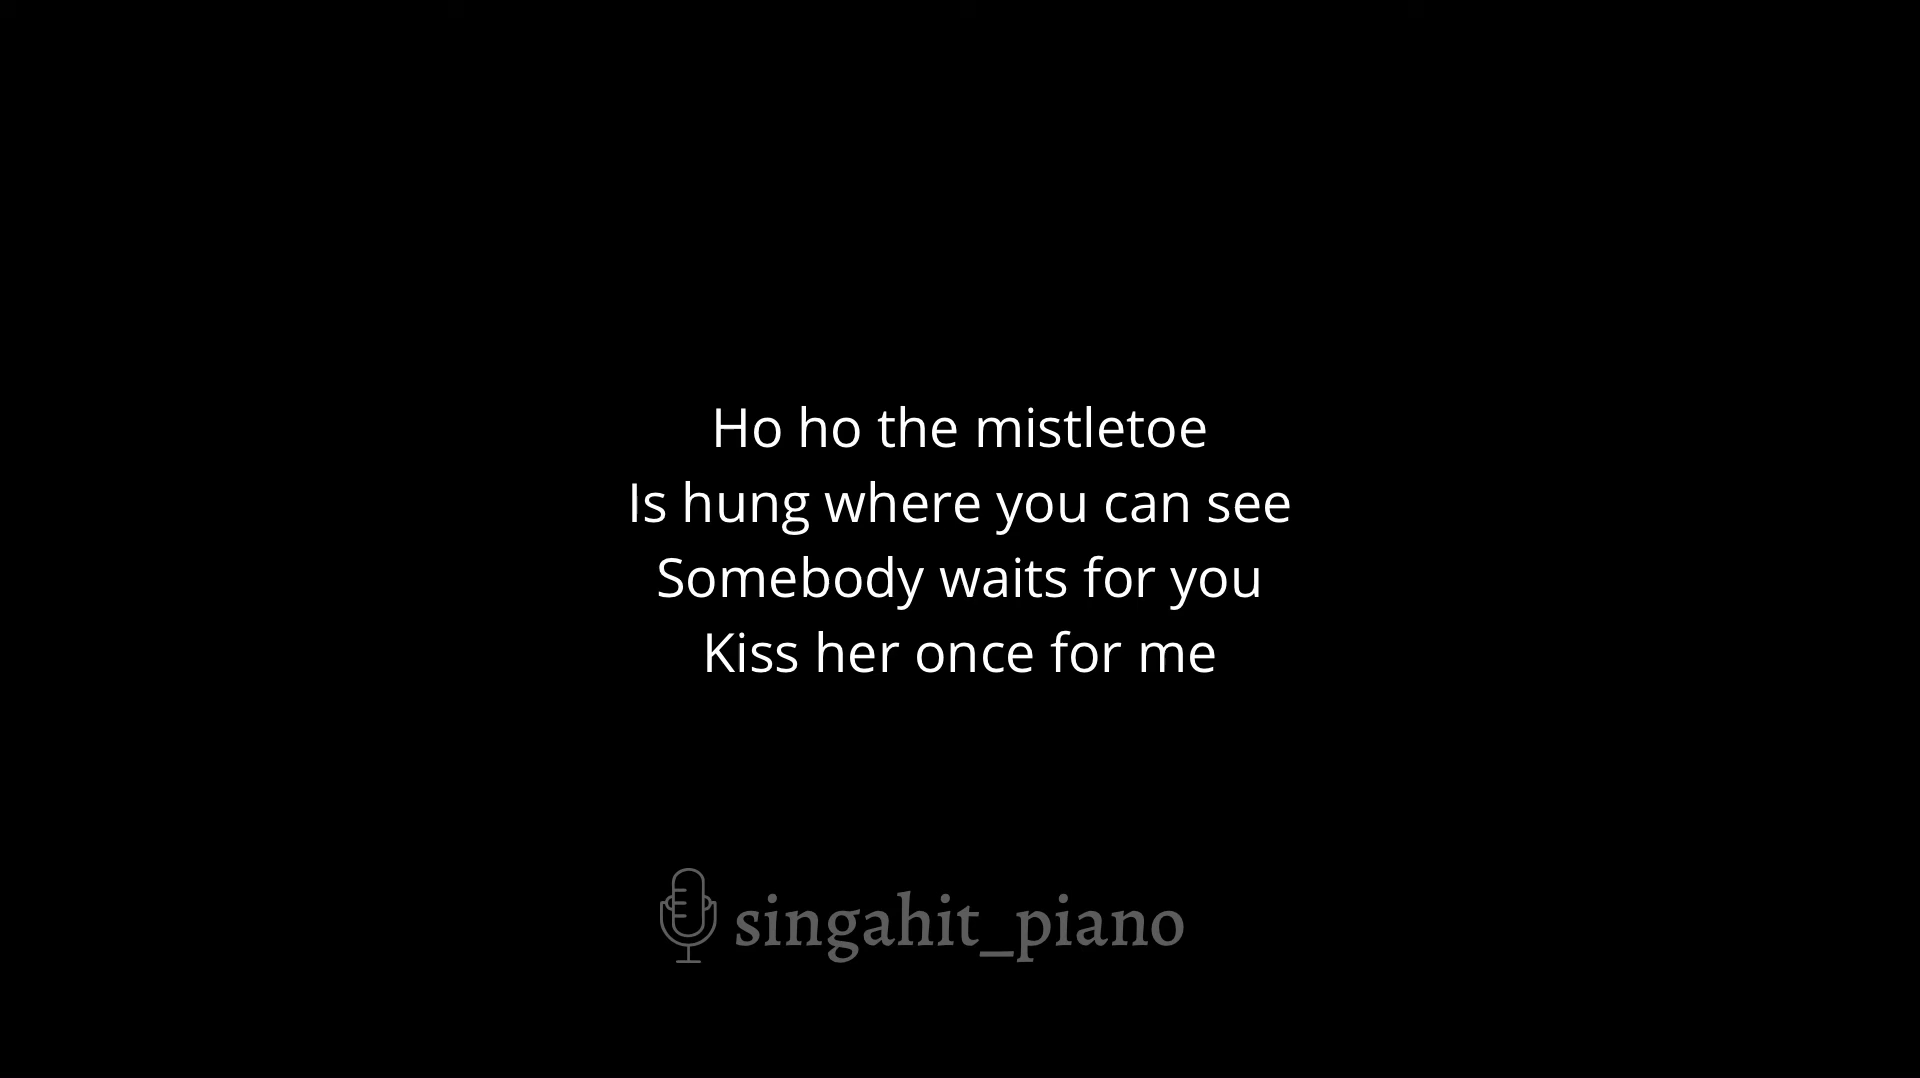 Ho ho the mistletoe
Is hung where you can see
Somebody waits for you
Kiss her once for me
singahit_piano